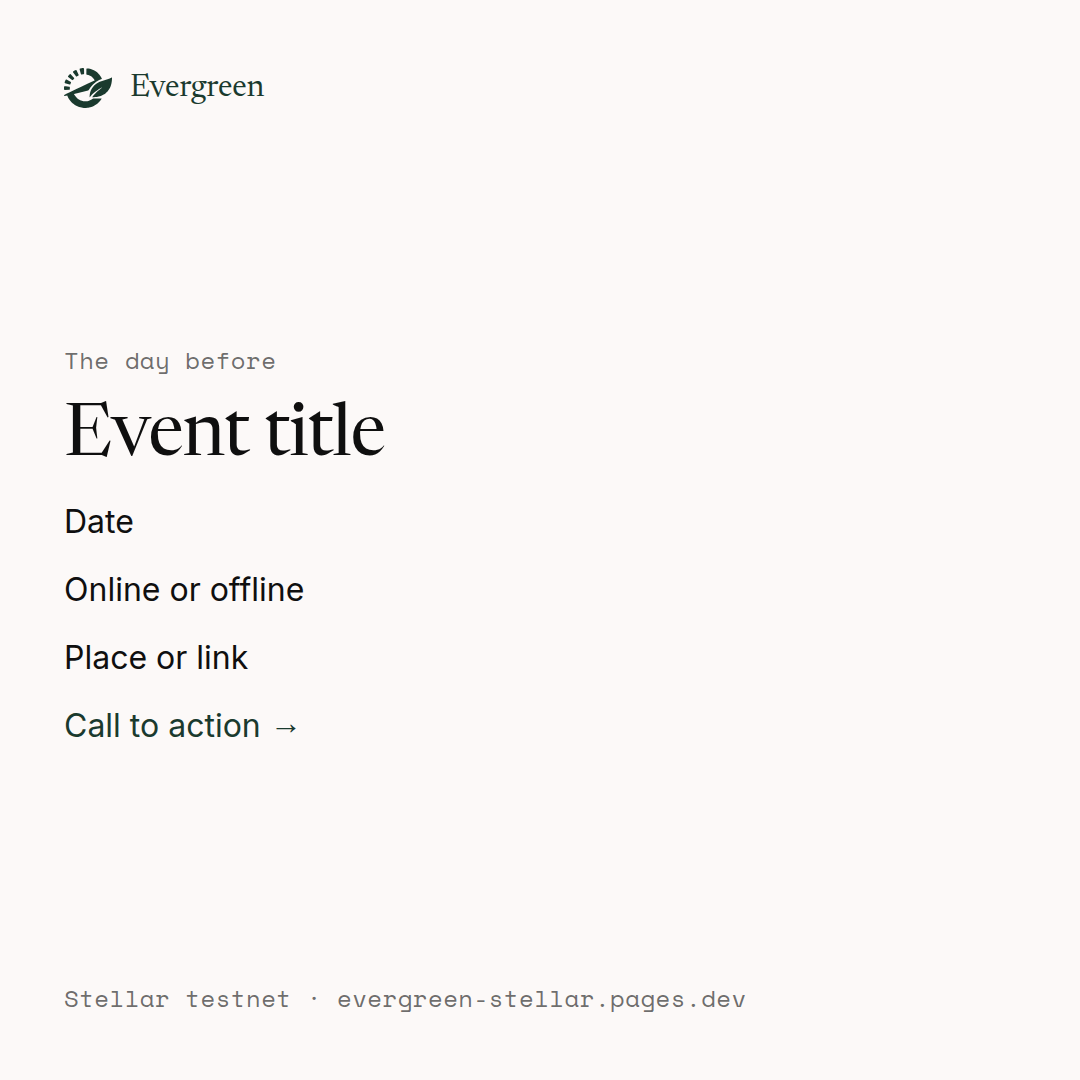 Evergreen
The day before
Event title
Date
Online or offline
Place or link
Call to action →
Stellar testnet · evergreen-stellar.pages.dev